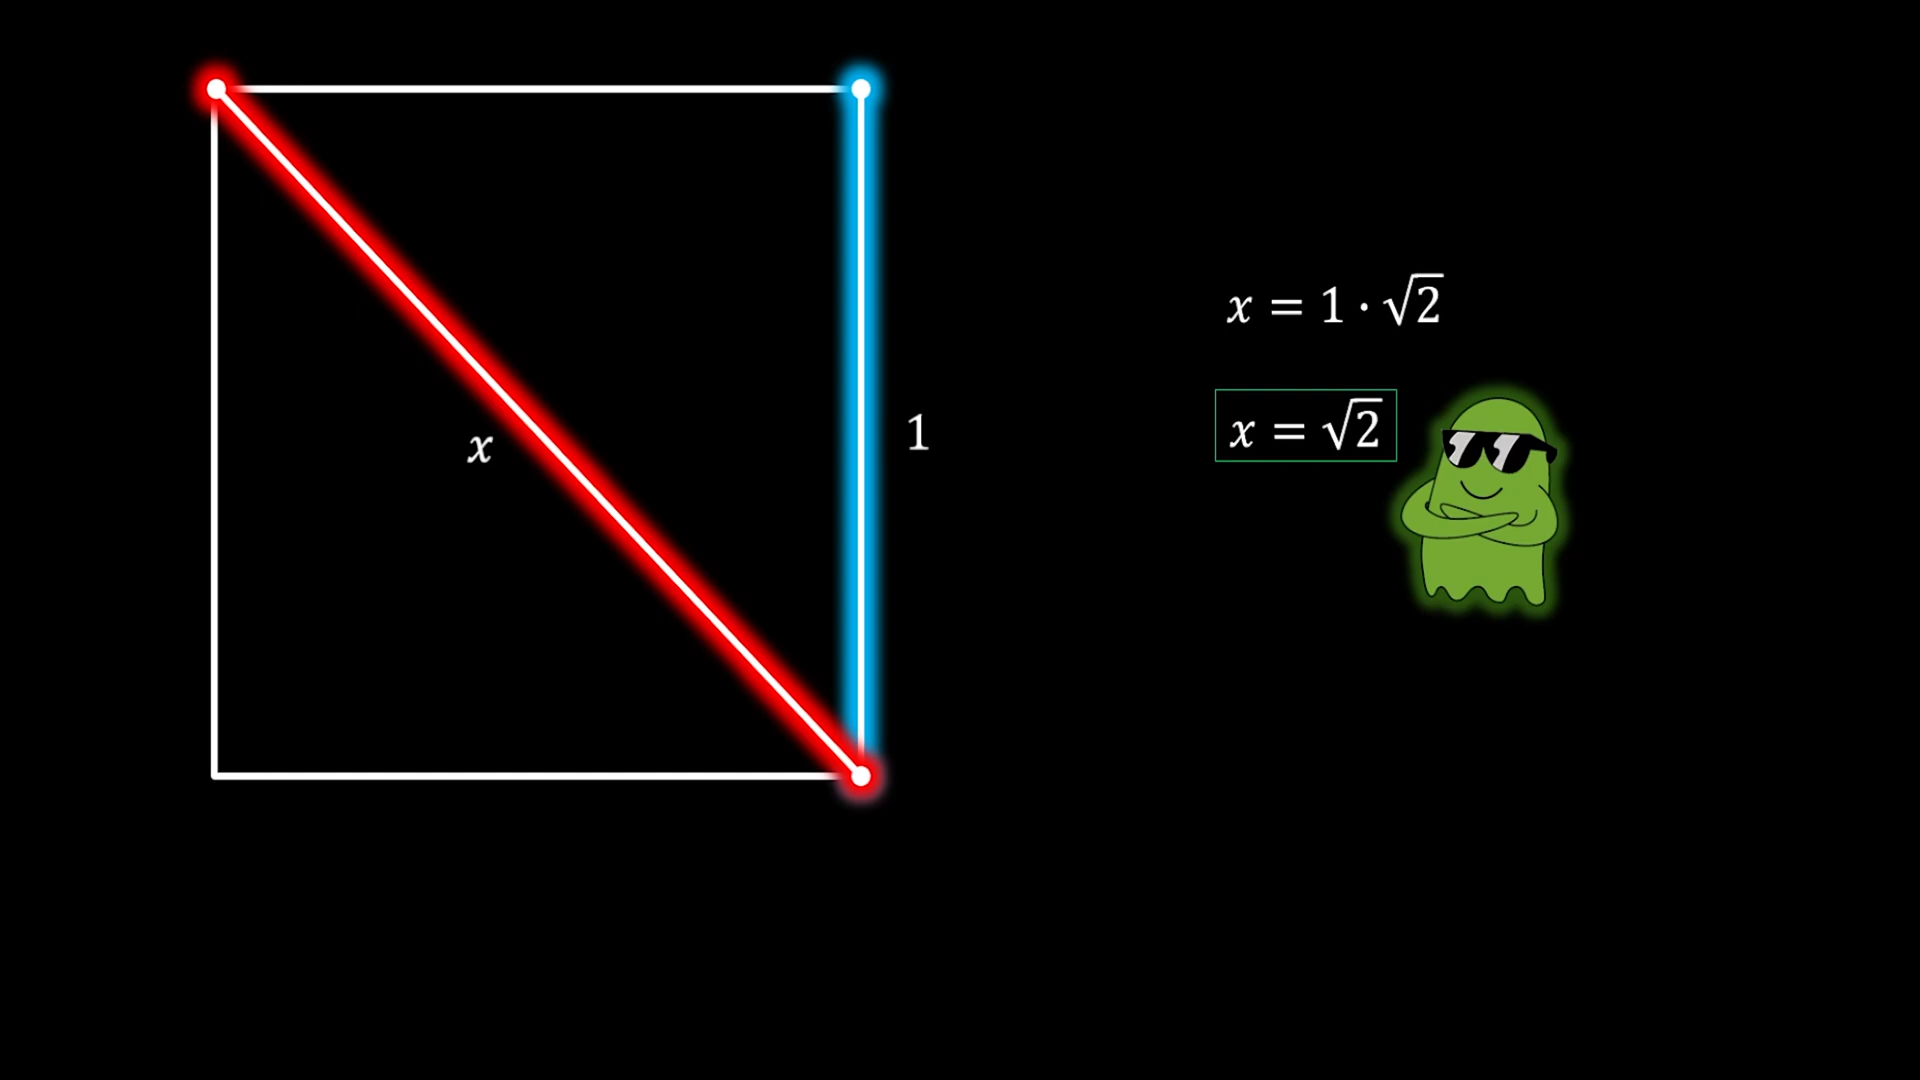 x = 1 · √2
x = √2
x
1